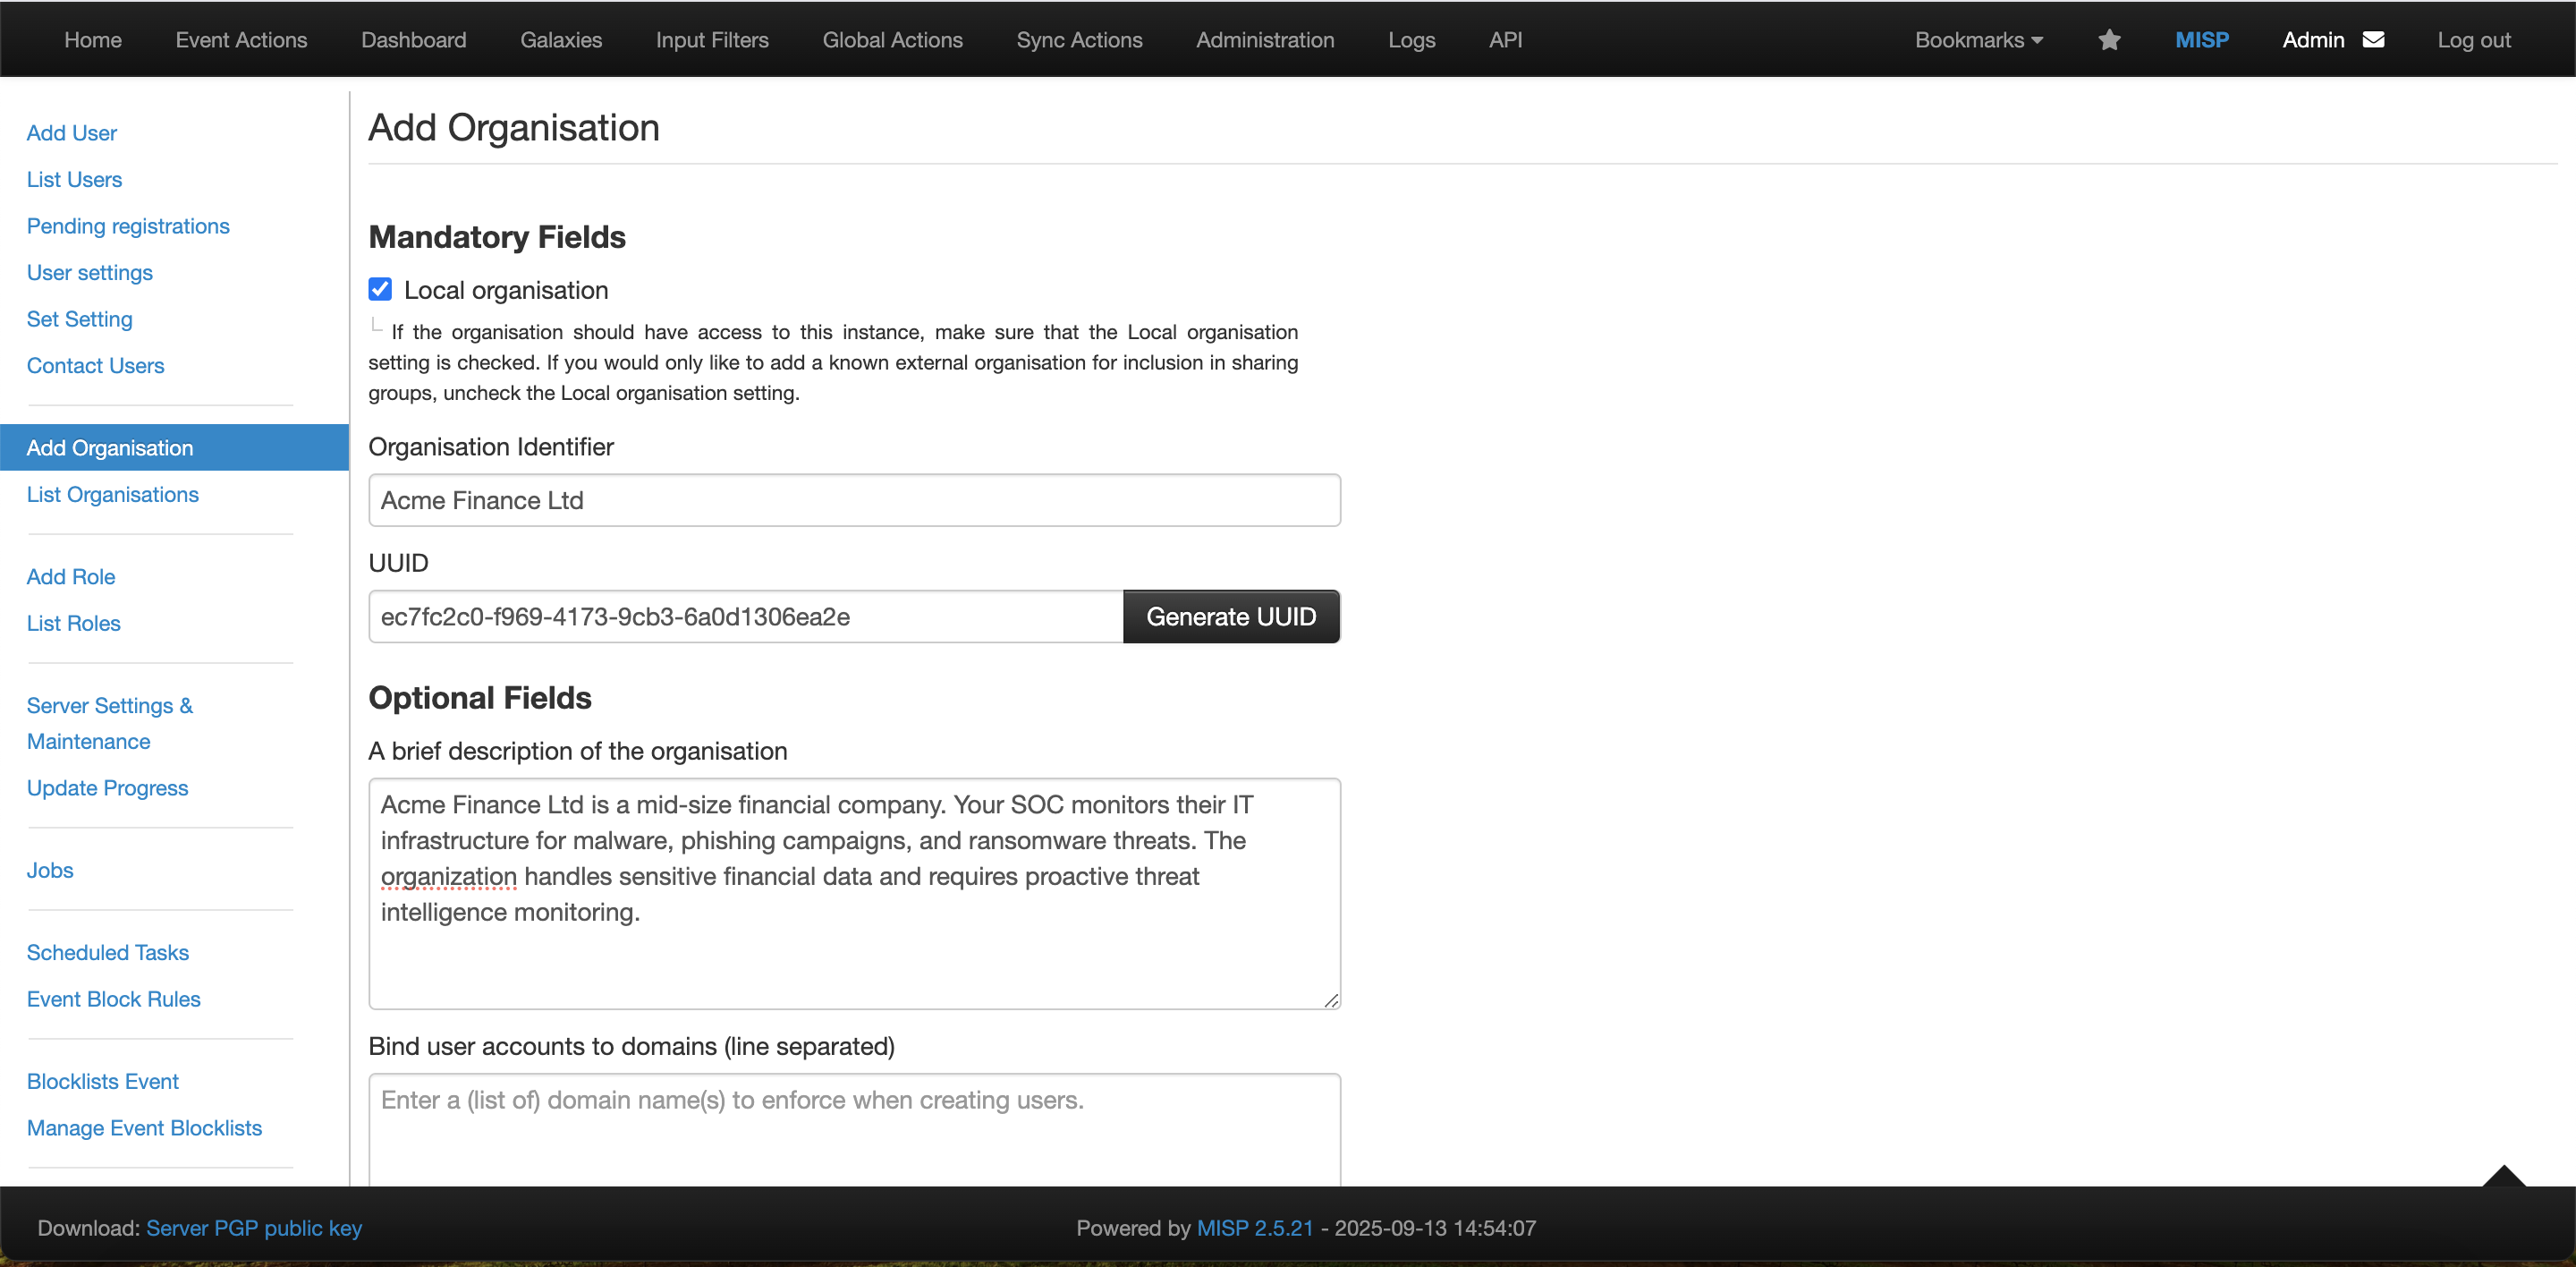 Home Event Actions Dashboard Galaxies Input Filters Global Actions Sync Actions Administration Logs API Bookmarks MISP Admin Log out
Add User
List Users
Pending registrations
User settings
Set Setting
Contact Users
Add Organisation
List Organisations
Add Role
List Roles
Server Settings &
Maintenance
Update Progress
Jobs
Scheduled Tasks
Event Block Rules
Blocklists Event
Manage Event Blocklists
Add Organisation
Mandatory Fields
Local organisation
If the organisation should have access to this instance, make sure that the Local organisation
setting is checked. If you would only like to add a known external organisation for inclusion in sharing
groups, uncheck the Local organisation setting.
Organisation Identifier
Acme Finance Ltd
UUID
ec7fc2c0-f969-4173-9cb3-6a0d1306ea2e Generate UUID
Optional Fields
A brief description of the organisation
Acme Finance Ltd is a mid-size financial company. Your SOC monitors their IT
infrastructure for malware, phishing campaigns, and ransomware threats. The
organization handles sensitive financial data and requires proactive threat
intelligence monitoring.
Bind user accounts to domains (line separated)
Enter a (list of) domain name(s) to enforce when creating users.
Download: Server PGP public key Powered by MISP 2.5.21 - 2025-09-13 14:54:07